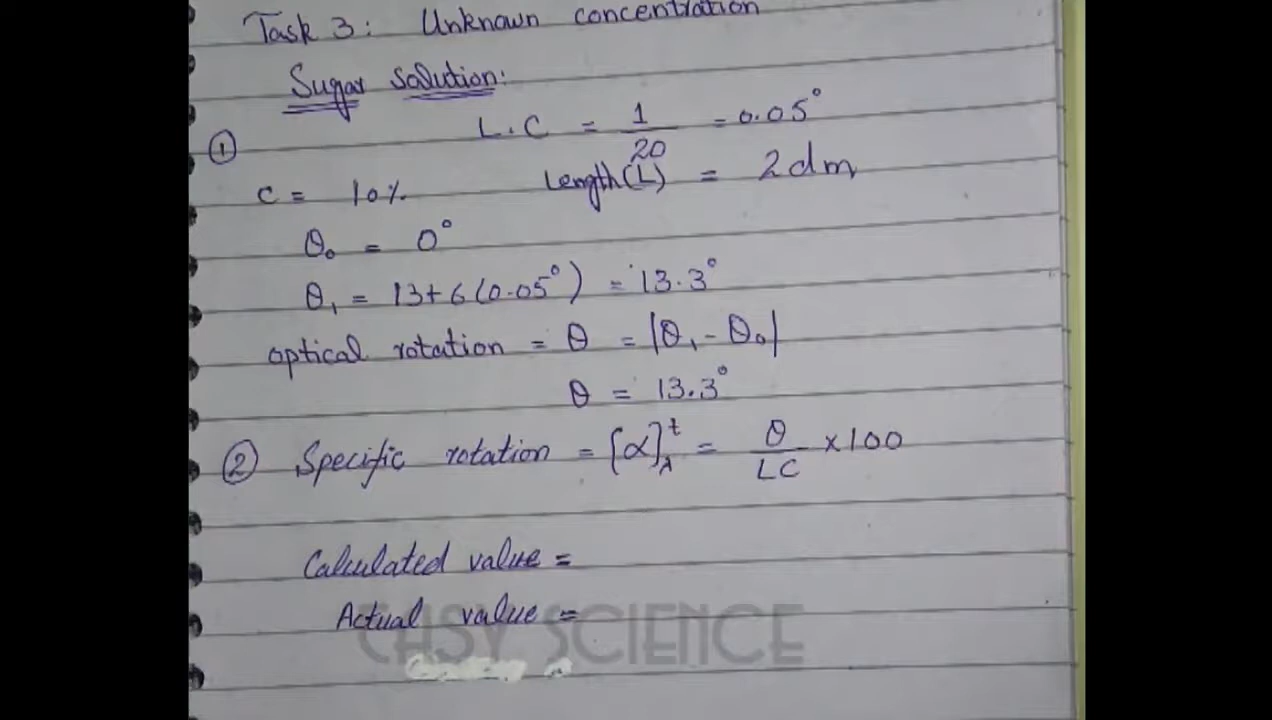 Task 3: Unknown concentration
Sugar solution:
① L.C = 1/20 = 0.05°
C = 10% Length(L) = 2dm
θ₀ = 0°
θ₁ = 13+6(0.05°) = 13.3°
optical rotation = θ = |θ₁ - θ₀|
θ = 13.3°
② Specific rotation = [α]ᵗλ = θ/LC × 100
Calculated value =
Actual value =
EASY SCIENCE